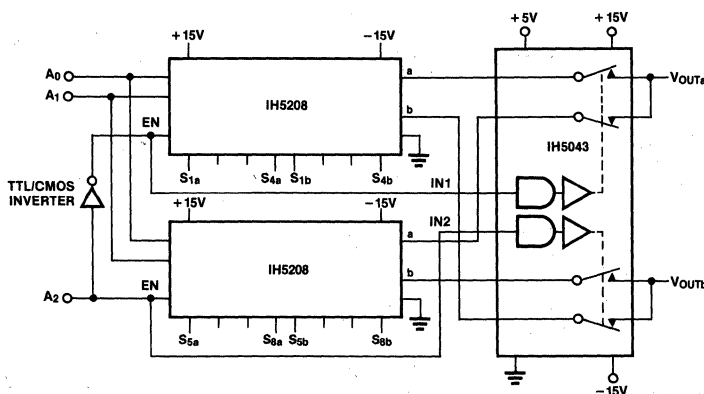 +5V +15V
+15V -15V
A0 a VOUTa
A1
IH5208 b
EN
IH5043
S1a S4a S1b S4b
TTL/CMOS
INVERTER
IN1
+15V -15V IN2
a
IH5208
b VOUTb
EN
A2
S5a S8a S5b S8b
-15V